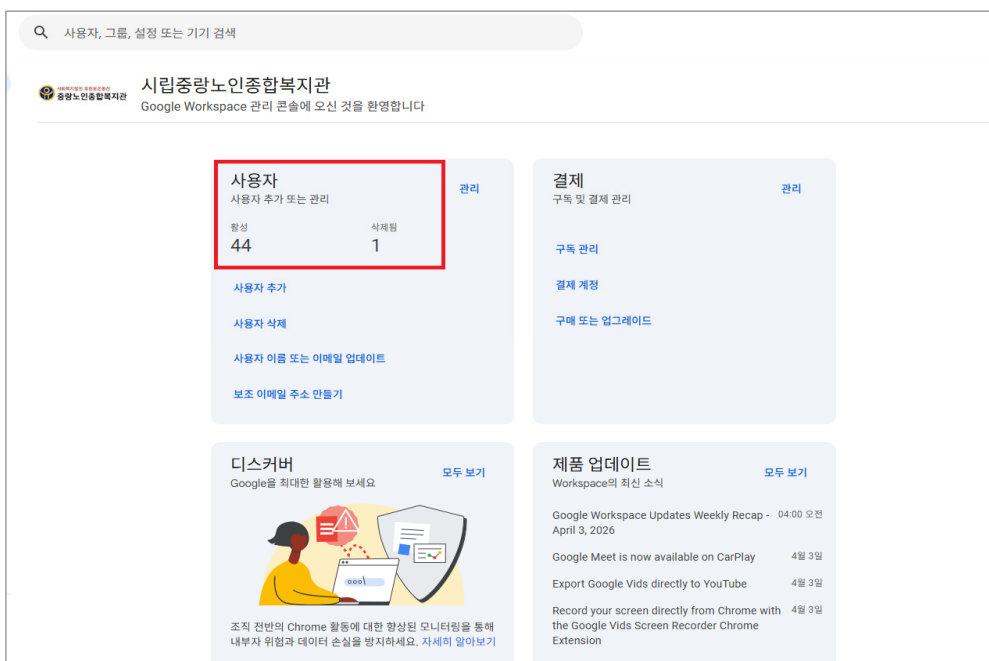 사용자, 그룹, 설정 또는 기기 검색
중랑노인종합복지관
시립중랑노인종합복지관
Google Workspace 관리 콘솔에 오신 것을 환영합니다
사용자
사용자 추가 또는 관리
관리
활성
삭제됨
44
1
사용자 추가
사용자 삭제
사용자 이름 또는 이메일 업데이트
보조 이메일 주소 만들기
결제
구독 및 결제 관리
관리
구독 관리
결제 계정
구매 또는 업그레이드
디스커버
Google을 최대한 활용해 보세요
모두 보기
조직 전반의 Chrome 활동에 대한 향상된 모니터링을 통해
내부자 위험과 데이터 손실을 방지하세요. 자세히 알아보기
제품 업데이트
Workspace의 최신 소식
모두 보기
Google Workspace Updates Weekly Recap - 04:00 오전
April 3, 2026
Google Meet is now available on CarPlay 4월 3일
Export Google Vids directly to YouTube 4월 3일
Record your screen directly from Chrome with 4월 3일
the Google Vids Screen Recorder Chrome
Extension